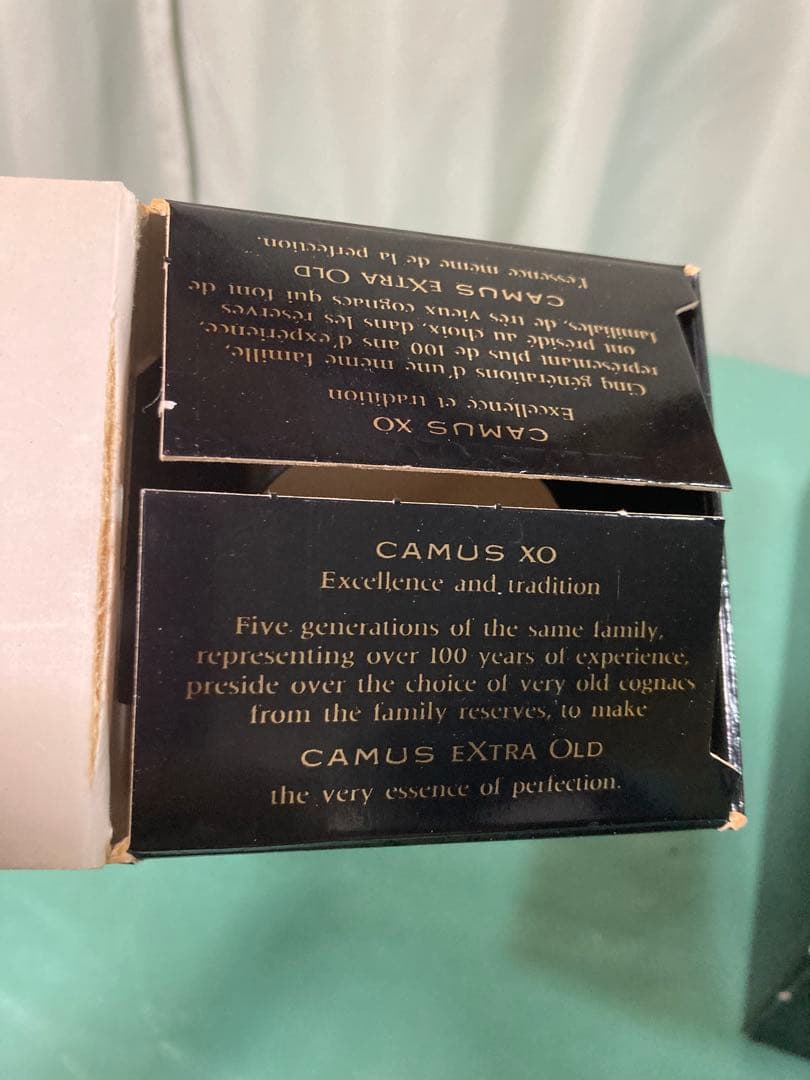 CAMUS XO
Excellence et tradition
Cinq générations d'une même famille,
représentant plus de 100 ans d'expérience,
ont présidé au choix, dans les réserves
familiales, de très vieux cognacs qui font de
CAMUS EXTRA OLD
l'essence même de la perfection.
CAMUS XO
Excellence and tradition
Five generations of the same family,
representing over 100 years of experience,
preside over the choice of very old cognacs
from the family reserves, to make
CAMUS EXTRA OLD
the very essence of perfection.